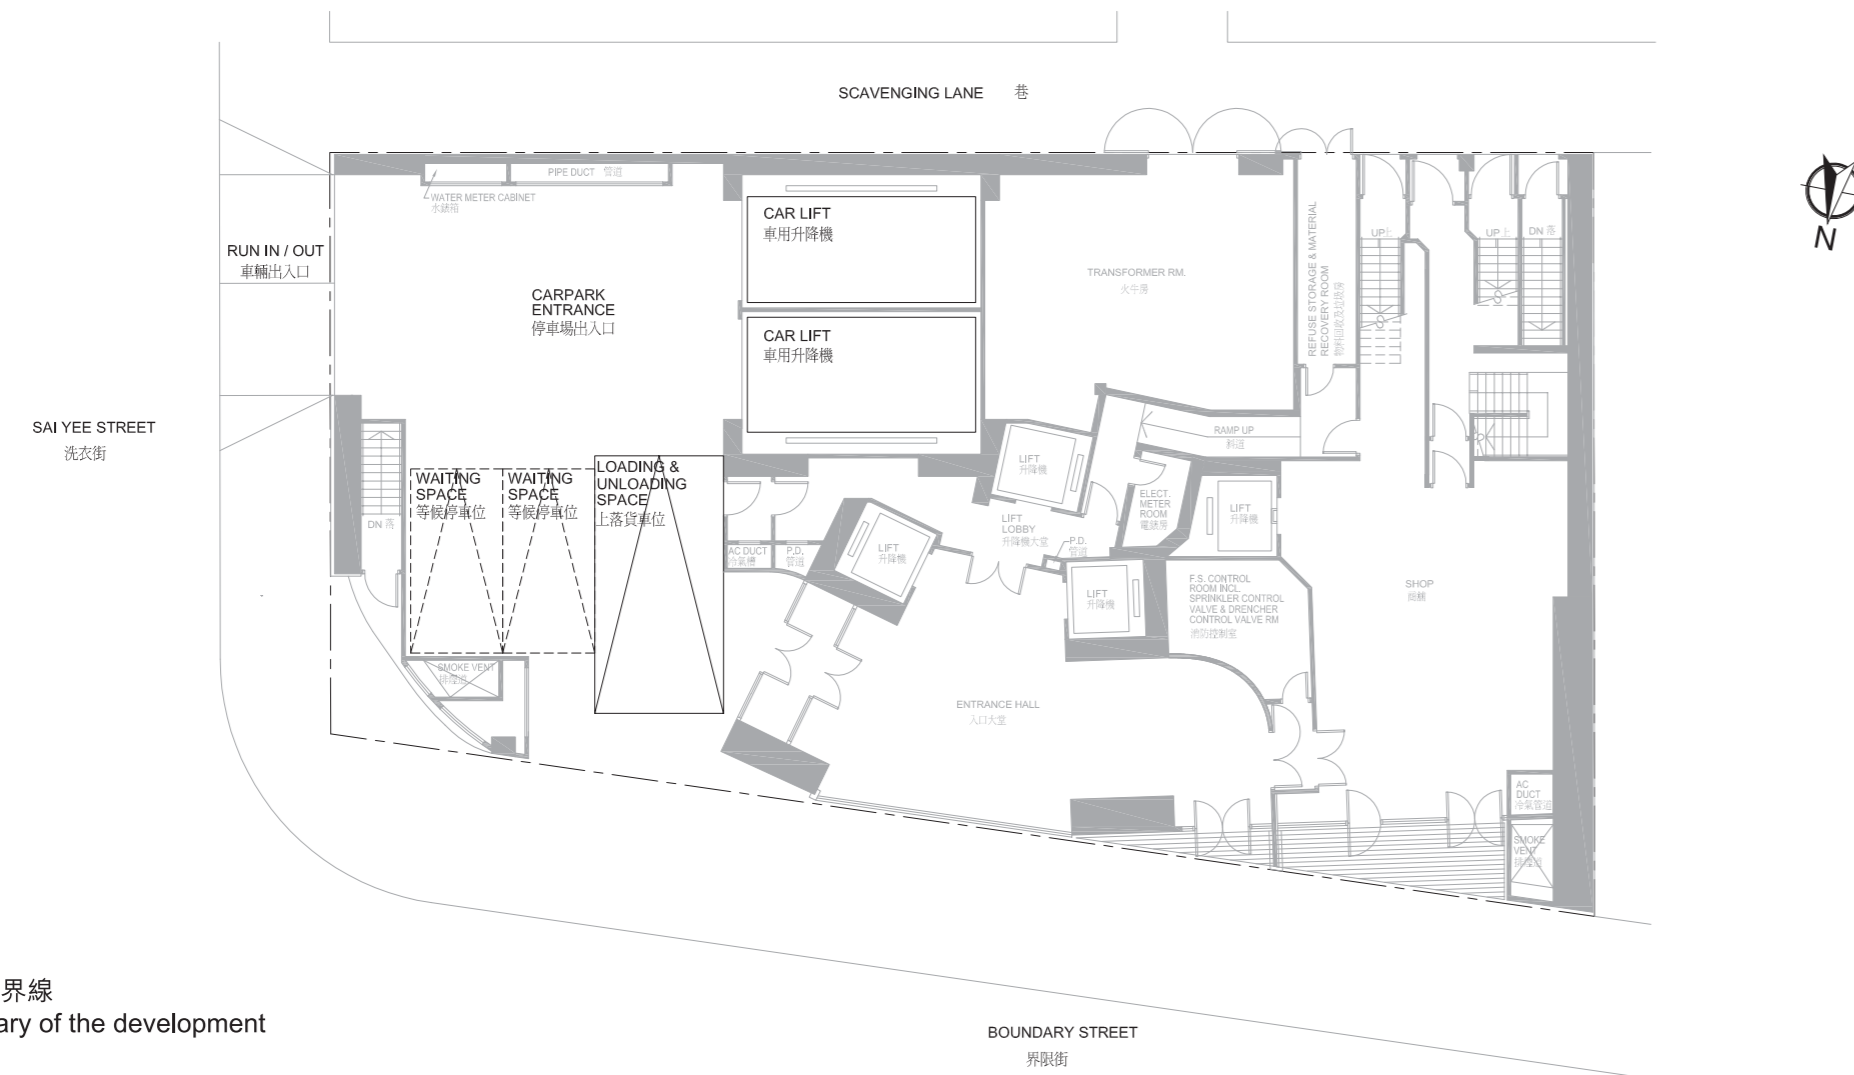 SCAVENGING LANE 巷
PIPE DUCT 管道
WATER METER CABINET
水錶箱
CAR LIFT
車用升降機
RUN IN / OUT
車輛出入口
CARPARK
ENTRANCE
停車場出入口
CAR LIFT
車用升降機
TRANSFORMER RM.
火牛房
REFUSE STORAGE & MATERIAL
RECOVERY ROOM
物料回收及垃圾房
UP上
UP 上
DN 落
N
SAI YEE STREET
洗衣街
RAMP UP
斜道
LIFT
升降機
WAITING
SPACE
等候停車位
WAITING
SPACE
等候停車位
LOADING &
UNLOADING
SPACE
上落貨車位
DN 落
ELECT.
METER
ROOM
電錶房
LIFT
升降機
LIFT
LOBBY
升降機大堂
P.D.
管道
AC DUCT
冷氣槽
P.D.
管道
LIFT
升降機
LIFT
升降機
F.S. CONTROL
ROOM INCL.
SPRINKLER CONTROL
VALVE & DRENCHER
CONTROL VALVE RM
消防控制室
SHOP
商舖
SMOKE VENT
排煙道
ENTRANCE HALL
入口大堂
AC
DUCT
冷氣管道
SMOKE
VENT
排煙道
界線
ary of the development
BOUNDARY STREET
界限街